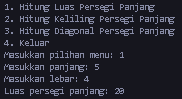 1. Hitung Luas Persegi Panjang
2. Hitung Keliling Persegi Panjang
3. Hitung Diagonal Persegi Panjang
4. Keluar
Masukkan pilihan menu: 1
Masukkan panjang: 5
Masukkan lebar: 4
Luas persegi panjang: 20